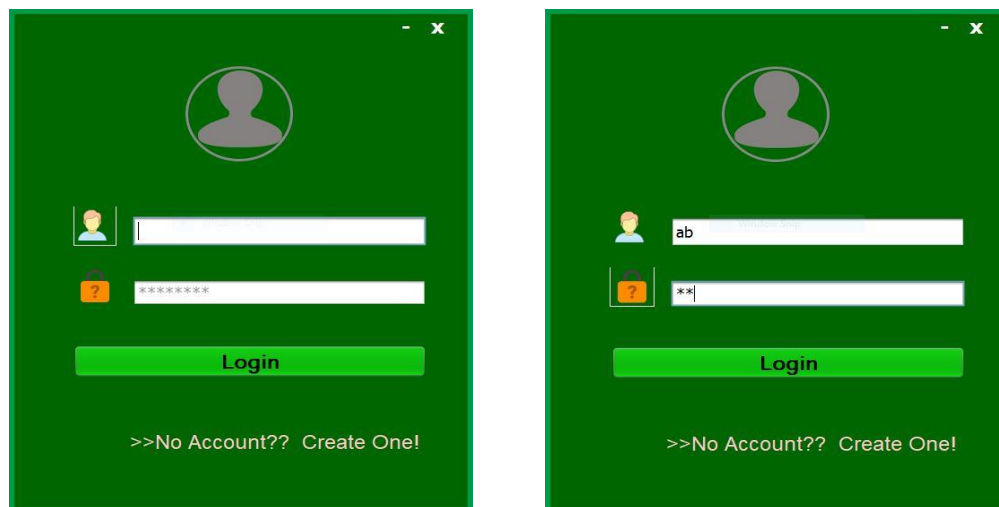 - x
********
?
Login
>>No Account?? Create One!
- x
ab
?
**
Login
>>No Account?? Create One!